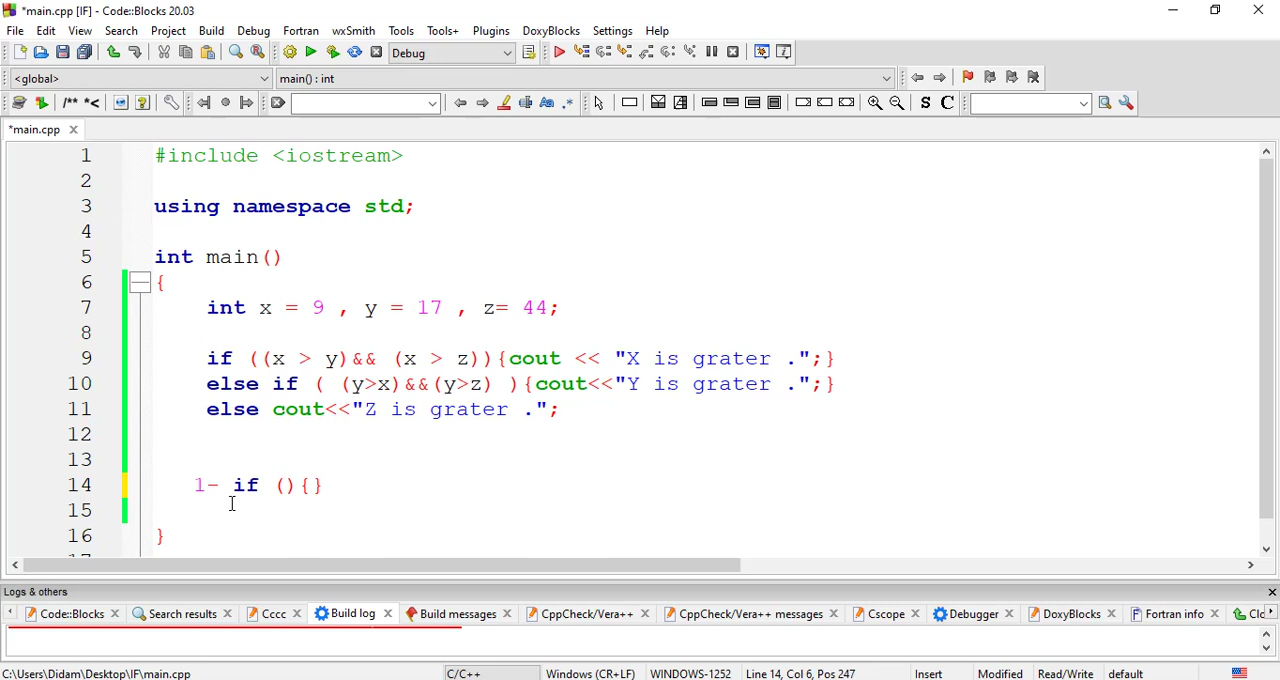 *main.cpp [IF] - Code::Blocks 20.03
File Edit View Search Project Build Debug Fortran wxSmith Tools Tools+ Plugins DoxyBlocks Settings Help
Debug
<global> main() : int
/** *<
S C
*main.cpp
1 #include <iostream>
2
3 using namespace std;
4
5 int main()
6 {
7 int x = 9 , y = 17 , z= 44;
8
9 if ((x > y)&& (x > z)){cout << "X is grater .";}
10 else if ( (y>x)&&(y>z) ){cout<<"Y is grater .";}
11 else cout<<"Z is grater .";
12
13
14 1- if (){}
15
16 }
Logs & others
Code::Blocks Search results Cccc Build log Build messages CppCheck/Vera++ CppCheck/Vera++ messages Cscope Debugger DoxyBlocks Fortran info
C:\Users\Didam\Desktop\IF\main.cpp C/C++ Windows (CR+LF) WINDOWS-1252 Line 14, Col 6, Pos 247 Insert Modified Read/Write default